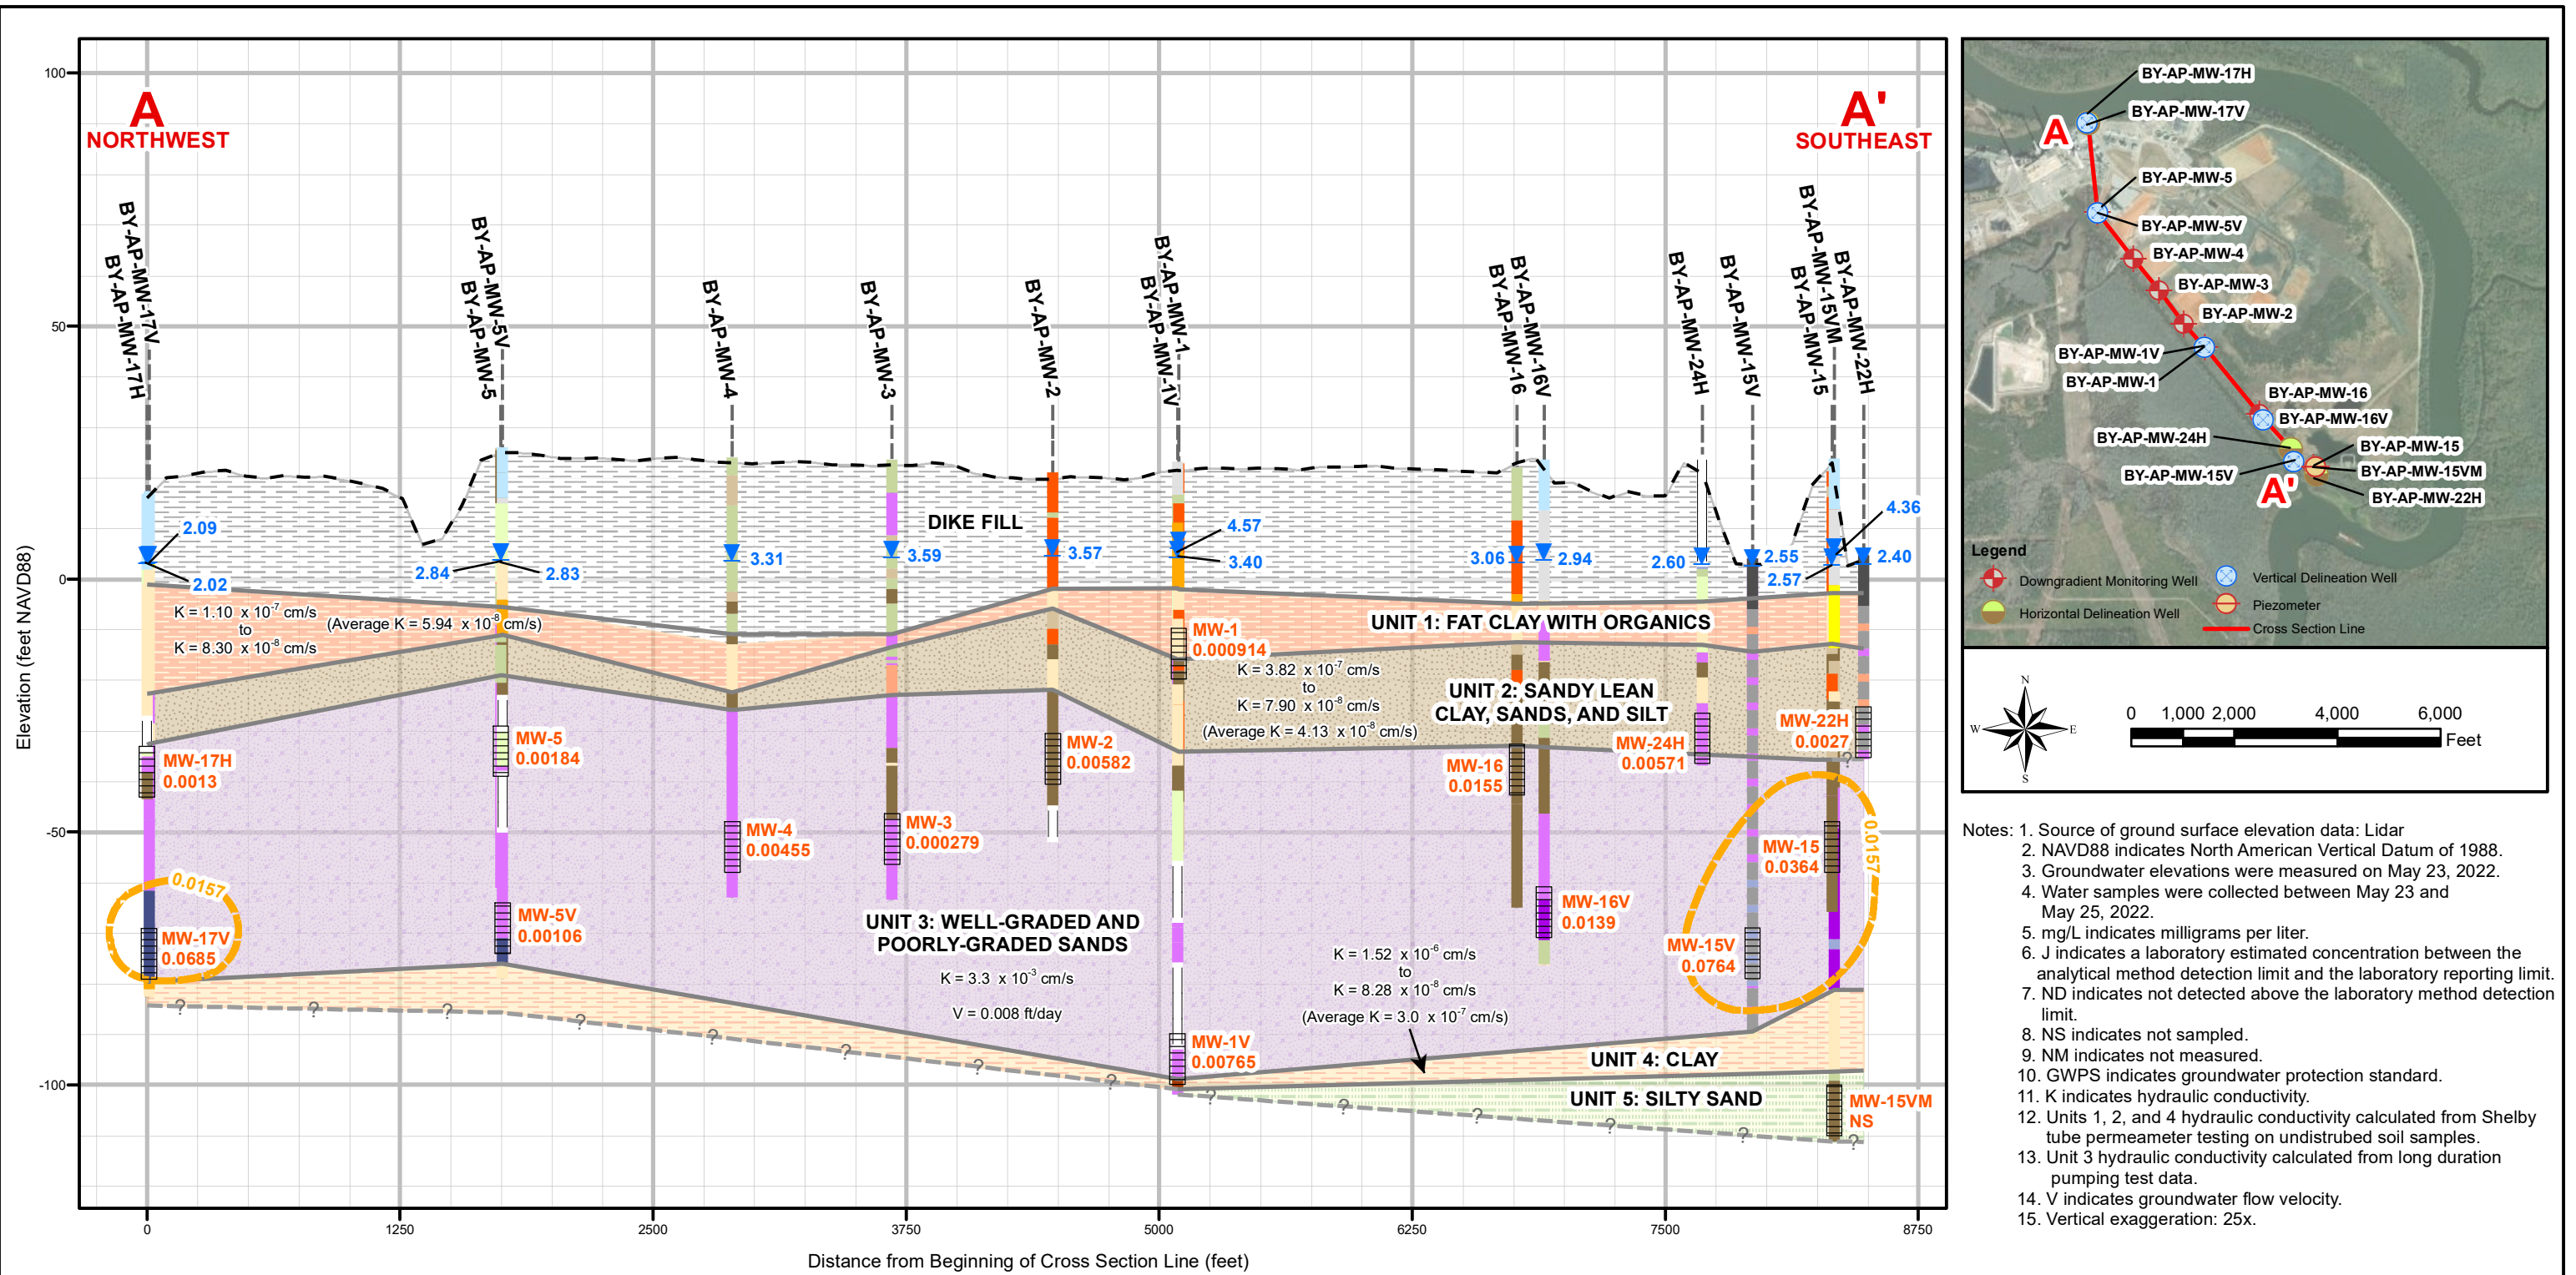 100
50
0
-50
-100
Elevation (feet NAVD88)
A
NORTHWEST
A'
SOUTHEAST
BY-AP-MW-17V
BY-AP-MW-17H
BY-AP-MW-5V
BY-AP-MW-5
BY-AP-MW-4
BY-AP-MW-3
BY-AP-MW-2
BY-AP-MW-1
BY-AP-MW-1V
BY-AP-MW-16
BY-AP-MW-16V
BY-AP-MW-24H
BY-AP-MW-15V
BY-AP-MW-15VM
BY-AP-MW-15
BY-AP-MW-22H
DIKE FILL
2.09
2.02
2.84
2.83
3.31
3.59
3.57
4.57
3.40
3.06
2.94
2.60
2.55
2.57
4.36
2.40
K = 1.10 x 10-7 cm/s
to
K = 8.30 x 10-8 cm/s
(Average K = 5.94 x 10-8 cm/s)
UNIT 1: FAT CLAY WITH ORGANICS
K = 3.82 x 10-7 cm/s
to
K = 7.90 x 10-8 cm/s
(Average K = 4.13 x 10-8 cm/s)
UNIT 2: SANDY LEAN
CLAY, SANDS, AND SILT
MW-1
0.000914
MW-17H
0.0013
MW-5
0.00184
MW-2
0.00582
MW-16
0.0155
MW-24H
0.00571
MW-22H
0.0027
MW-4
0.00455
MW-3
0.000279
MW-15
0.0364
0.0157
0.0157
MW-17V
0.0685
MW-5V
0.00106
MW-16V
0.0139
MW-15V
0.0764
UNIT 3: WELL-GRADED AND
POORLY-GRADED SANDS
K = 3.3 x 10-3 cm/s
V = 0.008 ft/day
K = 1.52 x 10-6 cm/s
to
K = 8.28 x 10-8 cm/s
(Average K = 3.0 x 10-7 cm/s)
MW-1V
0.00765
UNIT 4: CLAY
UNIT 5: SILTY SAND
MW-15VM
NS
? ? ? ? ? ? ? ? ? ? ? ? ? ? ?
0
1250
2500
3750
5000
6250
7500
8750
Distance from Beginning of Cross Section Line (feet)
BY-AP-MW-17H
BY-AP-MW-17V
A
BY-AP-MW-5
BY-AP-MW-5V
BY-AP-MW-4
BY-AP-MW-3
BY-AP-MW-2
BY-AP-MW-1V
BY-AP-MW-1
BY-AP-MW-16
BY-AP-MW-16V
BY-AP-MW-24H
BY-AP-MW-15
BY-AP-MW-15V
BY-AP-MW-15VM
A'
BY-AP-MW-22H
Legend
Downgradient Monitoring Well
Vertical Delineation Well
Horizontal Delineation Well
Piezometer
Cross Section Line
N
W
E
S
0 1,000 2,000 4,000 6,000
Feet
Notes: 1. Source of ground surface elevation data: Lidar
2. NAVD88 indicates North American Vertical Datum of 1988.
3. Groundwater elevations were measured on May 23, 2022.
4. Water samples were collected between May 23 and
May 25, 2022.
5. mg/L indicates milligrams per liter.
6. J indicates a laboratory estimated concentration between the
analytical method detection limit and the laboratory reporting limit.
7. ND indicates not detected above the laboratory method detection
limit.
8. NS indicates not sampled.
9. NM indicates not measured.
10. GWPS indicates groundwater protection standard.
11. K indicates hydraulic conductivity.
12. Units 1, 2, and 4 hydraulic conductivity calculated from Shelby
tube permeameter testing on undistrubed soil samples.
13. Unit 3 hydraulic conductivity calculated from long duration
pumping test data.
14. V indicates groundwater flow velocity.
15. Vertical exaggeration: 25x.